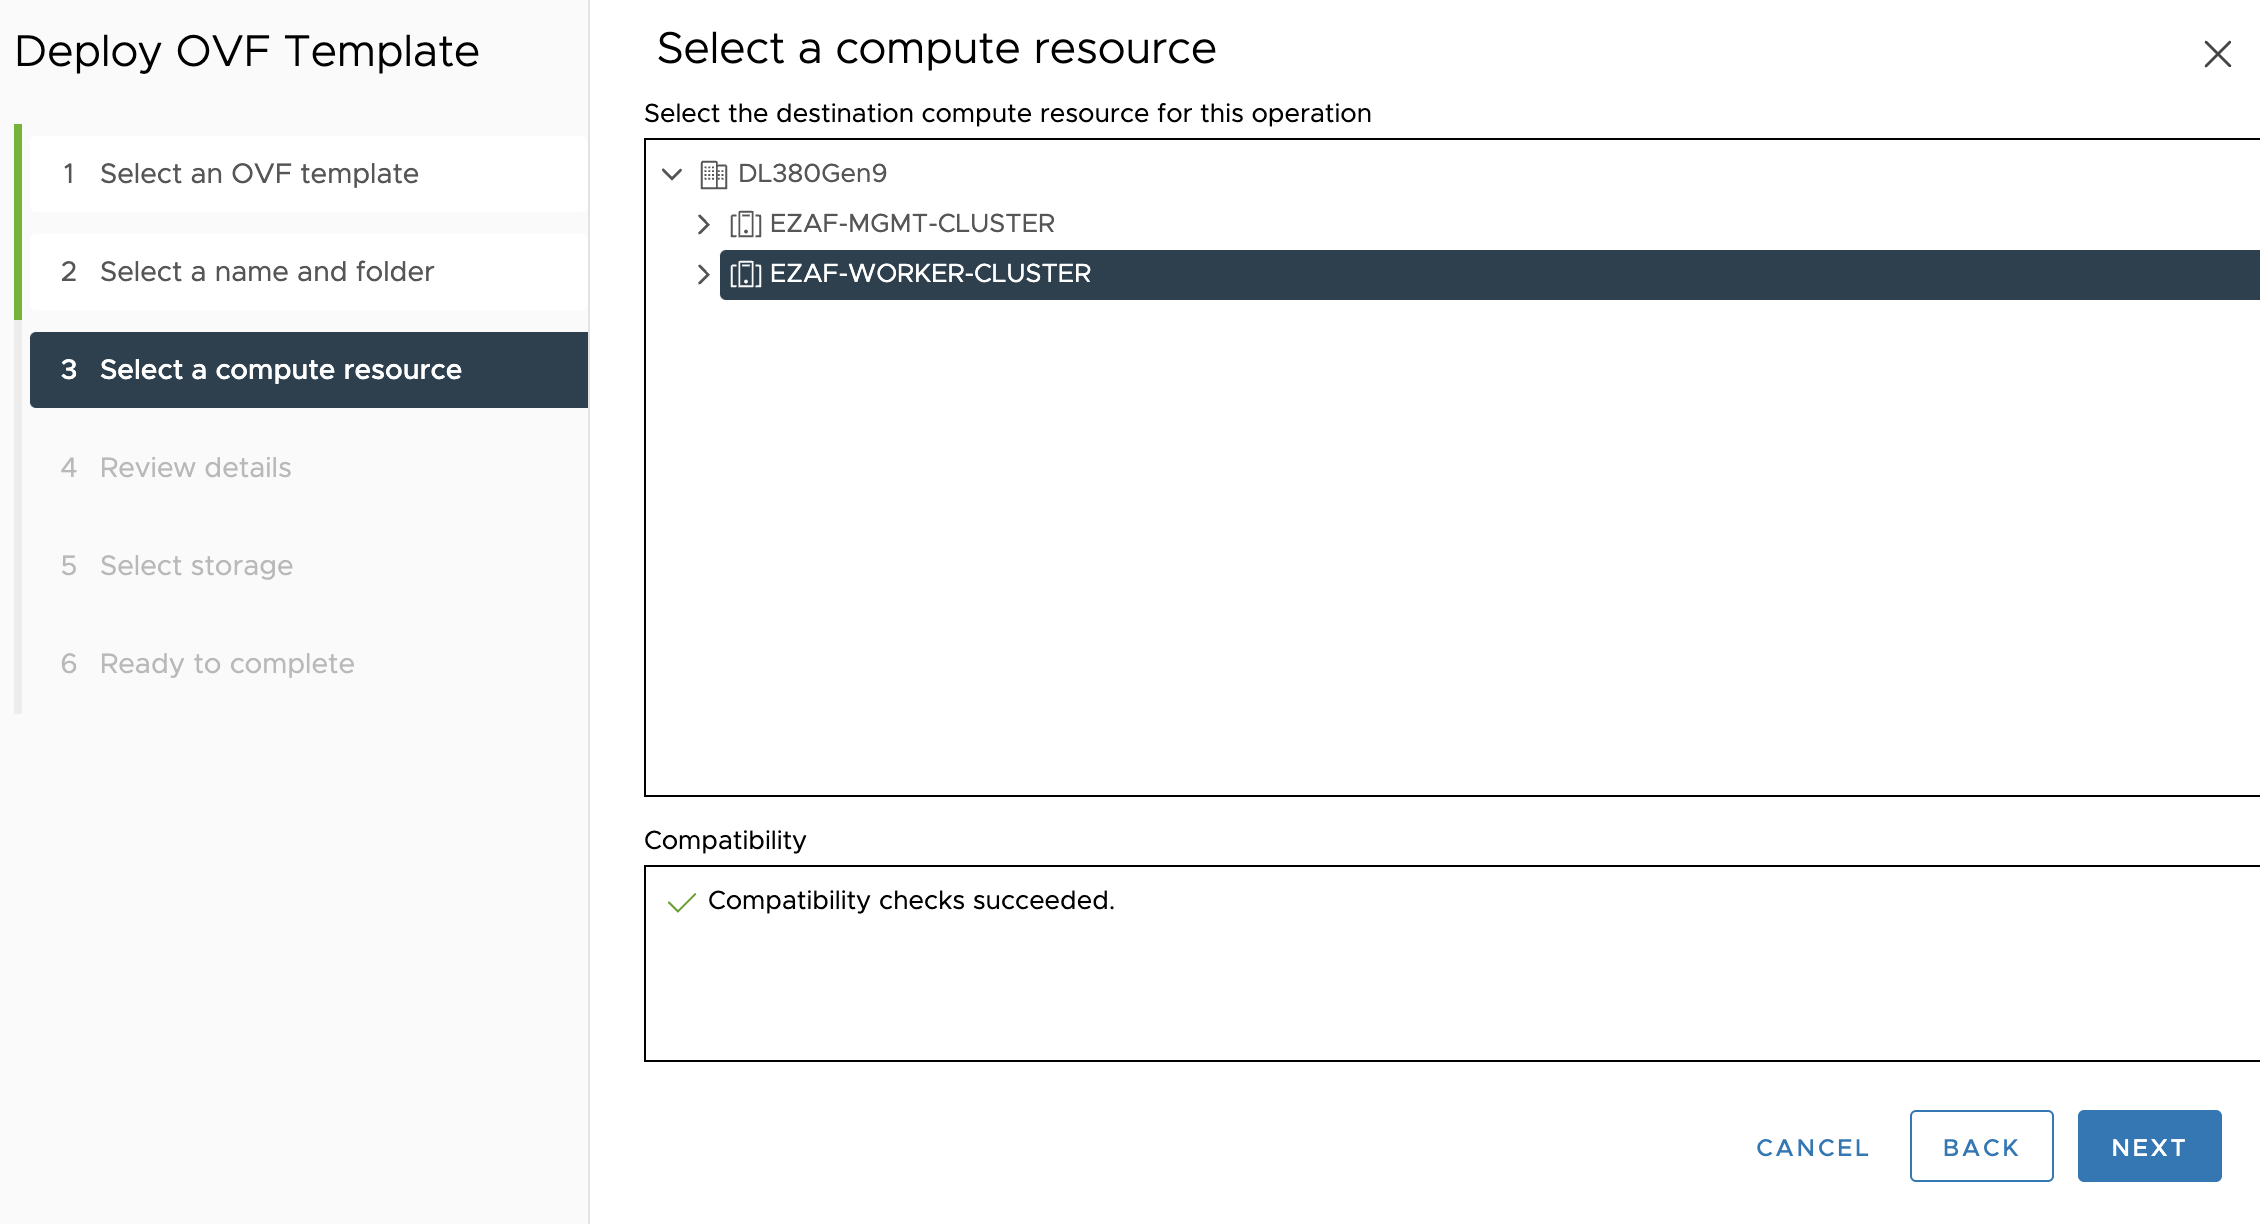 Deploy OVF Template
1 Select an OVF template
2 Select a name and folder
3 Select a compute resource
4 Review details
5 Select storage
6 Ready to complete
Select a compute resource
Select the destination compute resource for this operation
DL380Gen9
EZAF-MGMT-CLUSTER
EZAF-WORKER-CLUSTER
Compatibility
Compatibility checks succeeded.
CANCEL
BACK
NEXT